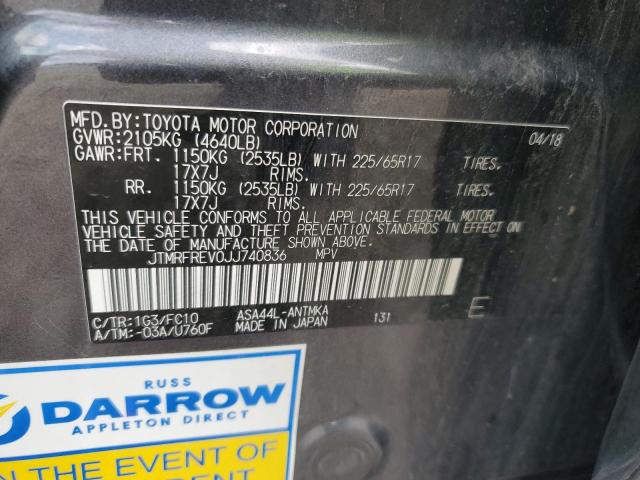 MFD.BY:TOYOTA MOTOR CORPORATION 04/18
GVWR:2105KG (4640LB)
GAWR:FRT. 1150KG (2535LB) WITH 225/65R17 TIRES.
17X7J RIMS.
RR. 1150KG (2535LB) WITH 225/65R17 TIRES.
17X7J RIMS.
THIS VEHICLE CONFORMS TO ALL APPLICABLE FEDERAL MOTOR
VEHICLE SAFETY AND THEFT PREVENTION STANDARDS IN EFFECT ON
THE DATE OF MANUFACTURE SHOWN ABOVE.
JTMRFREV0JJ740836 MPV
C/TR:1G3/FC10 ASA44L-ANTMKA E
A/TM:-03A/U760F MADE IN JAPAN 131
RUSS
DARROW
APPLETON DIRECT
IN THE EVENT OF